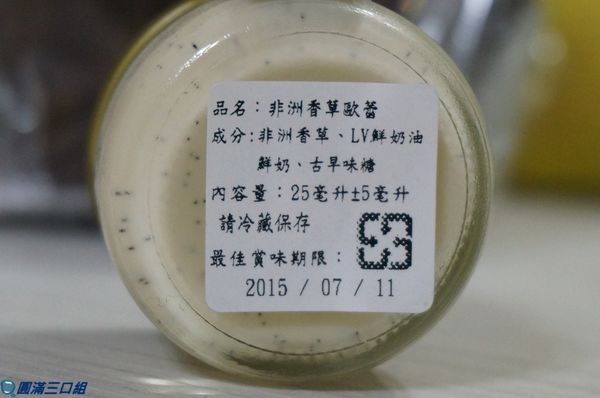 品名：非洲香草歐蕾
成分:非洲香草、LV鮮奶油
鮮奶、古早味糖
內容量：25毫升±5毫升
請冷藏保存
最佳賞味期限：
2015 / 07 / 11
圓滿三口組